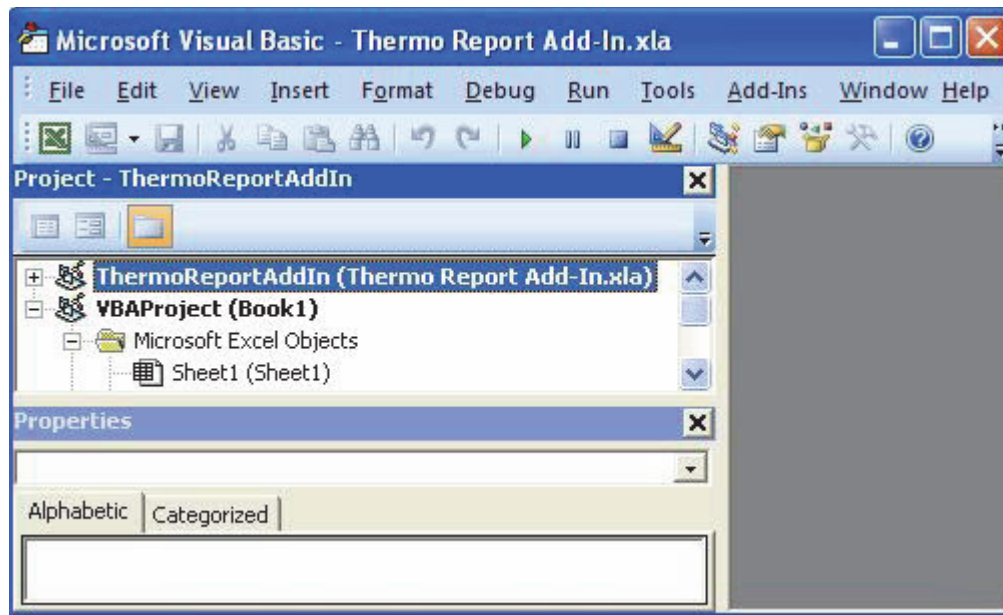 Microsoft Visual Basic - Thermo Report Add-In.xla
File Edit View Insert Format Debug Run Tools Add-Ins Window Help
Project - ThermoReportAddIn
ThermoReportAddIn (Thermo Report Add-In.xla)
VBAProject (Book1)
Microsoft Excel Objects
Sheet1 (Sheet1)
Properties
Alphabetic Categorized